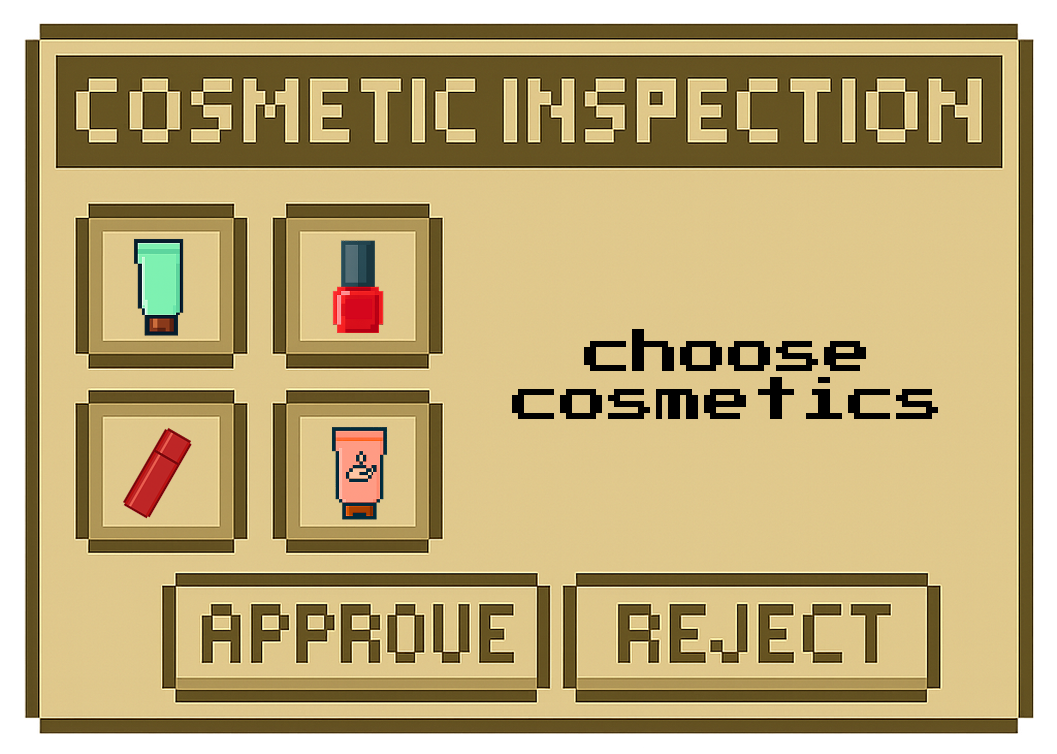 COSMETIC INSPECTION
choose
cosmetics
APPROVE
REJECT